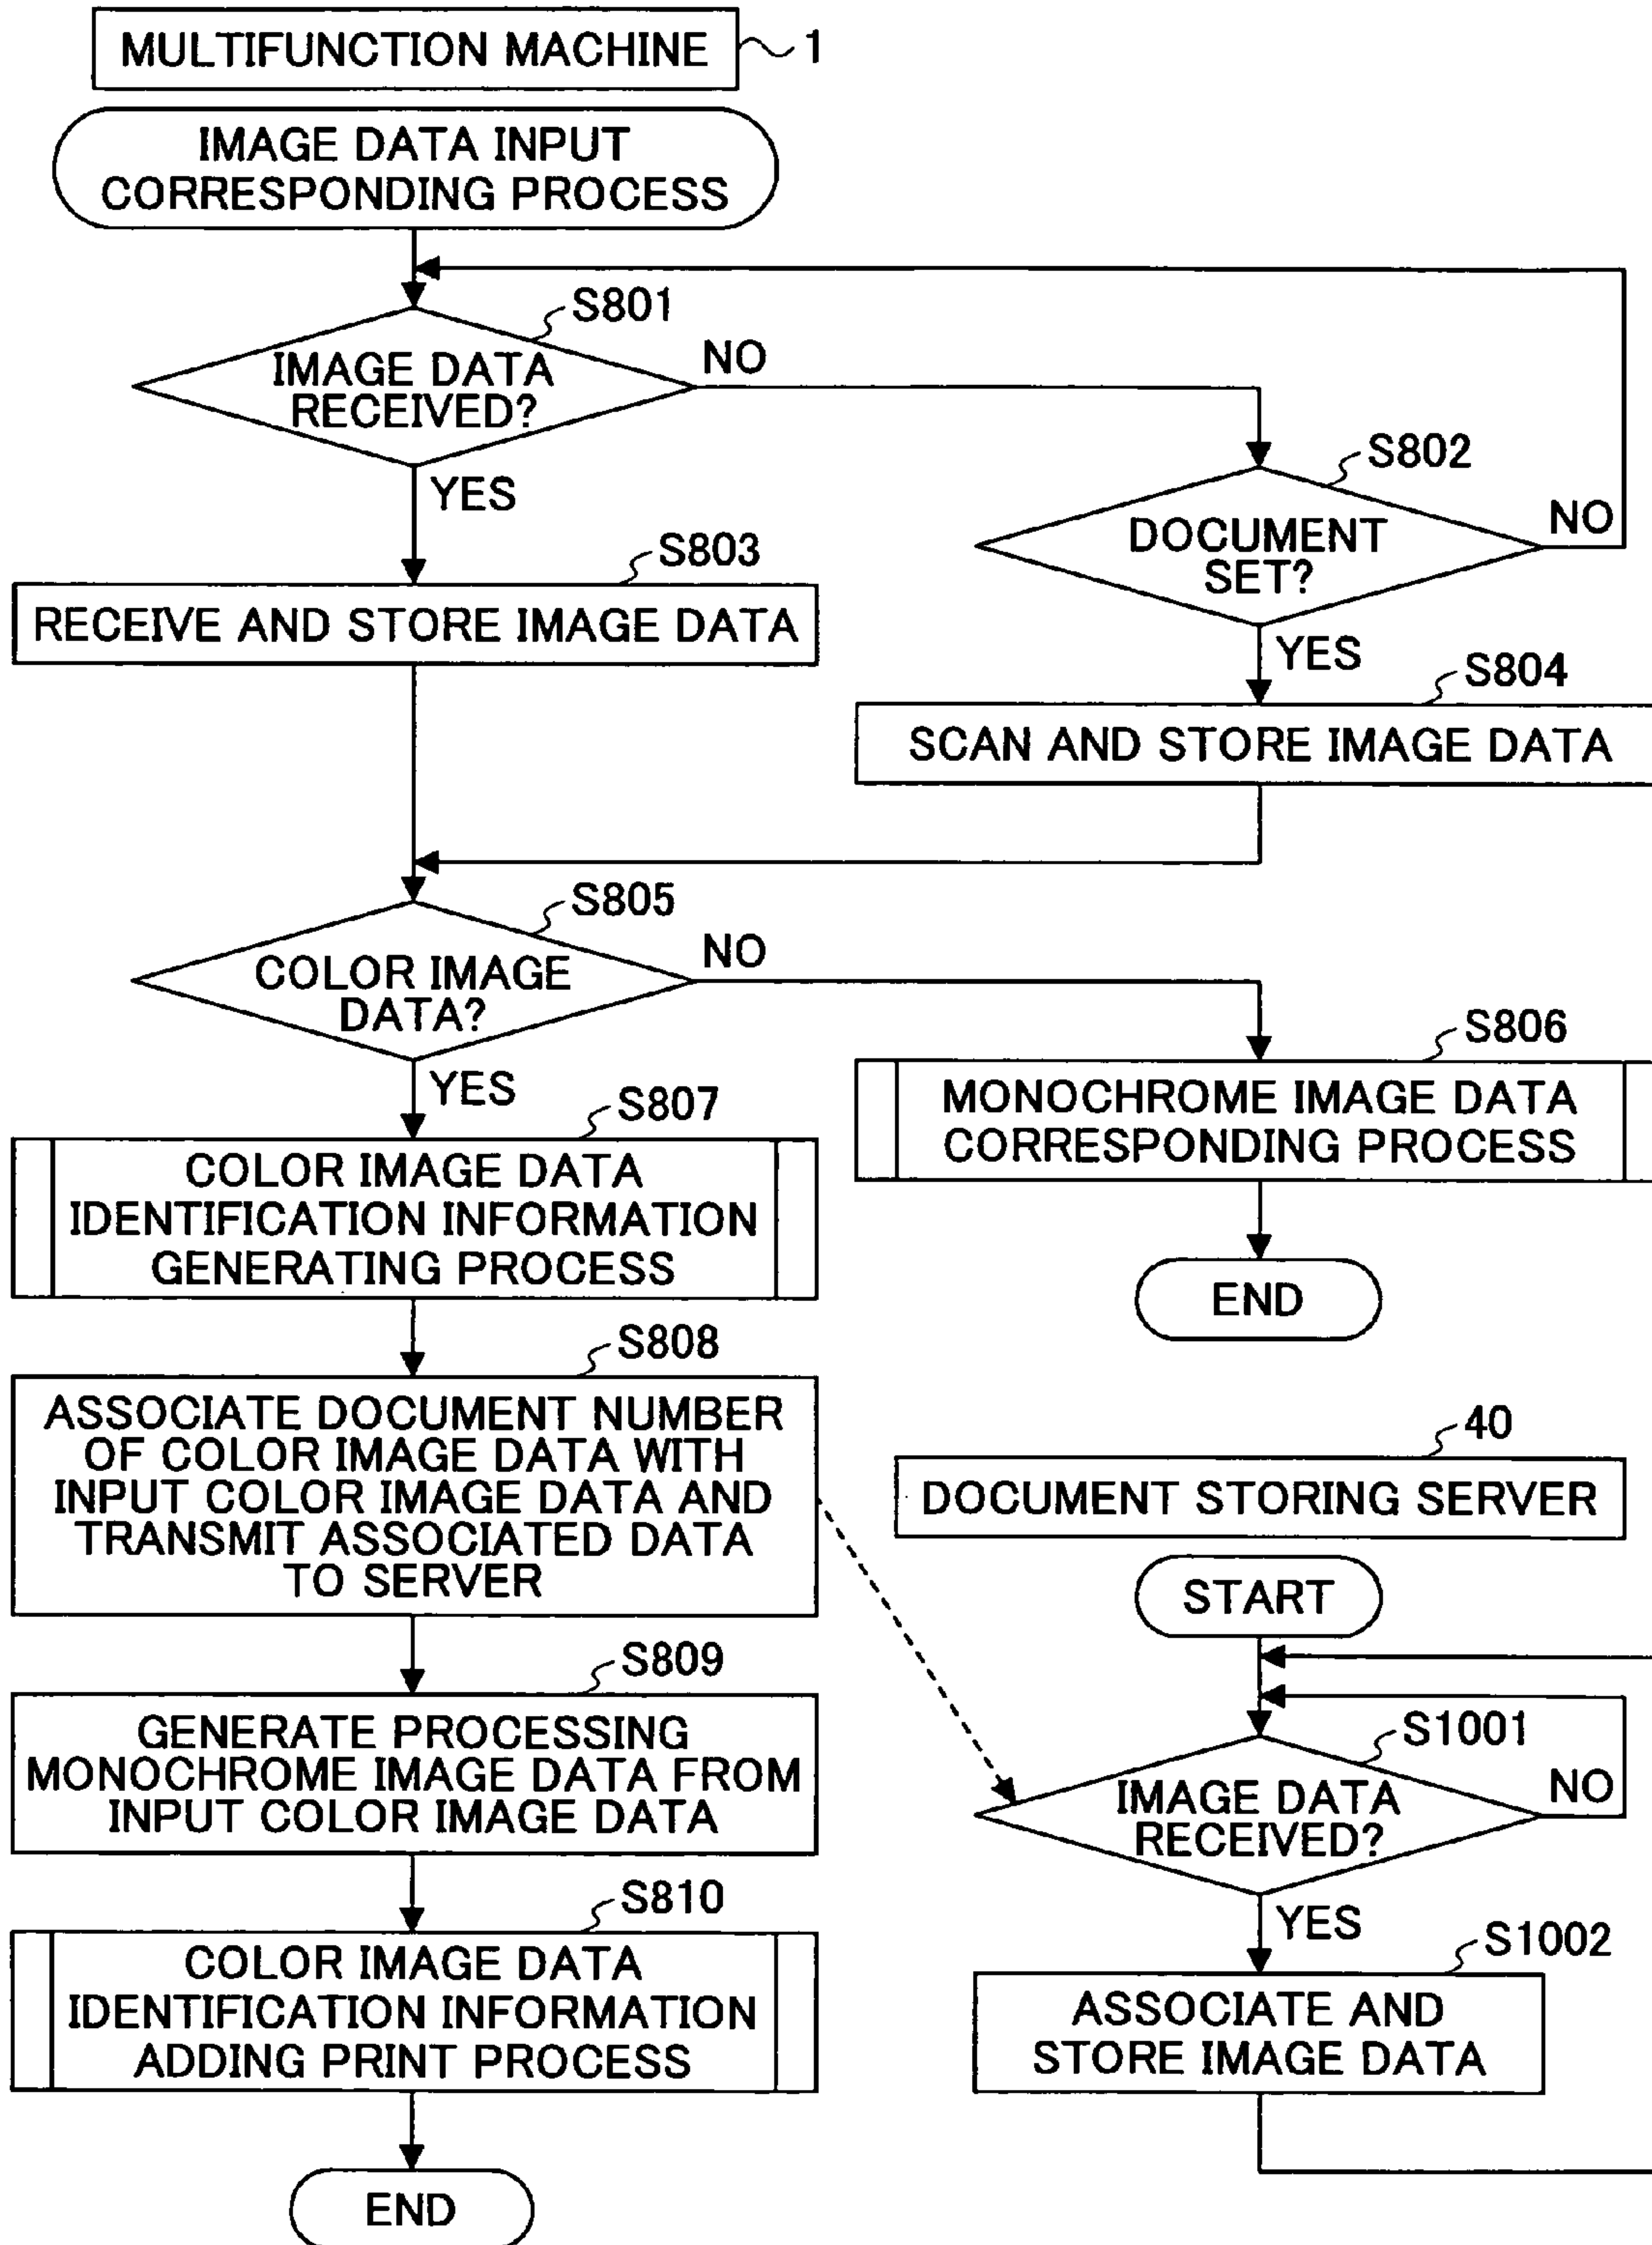 MULTIFUNCTION MACHINE
1
IMAGE DATA INPUT
CORRESPONDING PROCESS
S801
IMAGE DATA
RECEIVED?
NO
YES
S802
DOCUMENT
SET?
NO
YES
S803
RECEIVE AND STORE IMAGE DATA
S804
SCAN AND STORE IMAGE DATA
S805
COLOR IMAGE
DATA?
NO
YES
S806
MONOCHROME IMAGE DATA
CORRESPONDING PROCESS
END
S807
COLOR IMAGE DATA
IDENTIFICATION INFORMATION
GENERATING PROCESS
S808
ASSOCIATE DOCUMENT NUMBER
OF COLOR IMAGE DATA WITH
INPUT COLOR IMAGE DATA AND
TRANSMIT ASSOCIATED DATA
TO SERVER
S809
GENERATE PROCESSING
MONOCHROME IMAGE DATA FROM
INPUT COLOR IMAGE DATA
S810
COLOR IMAGE DATA
IDENTIFICATION INFORMATION
ADDING PRINT PROCESS
END
40
DOCUMENT STORING SERVER
START
S1001
IMAGE DATA
RECEIVED?
NO
YES
S1002
ASSOCIATE AND
STORE IMAGE DATA